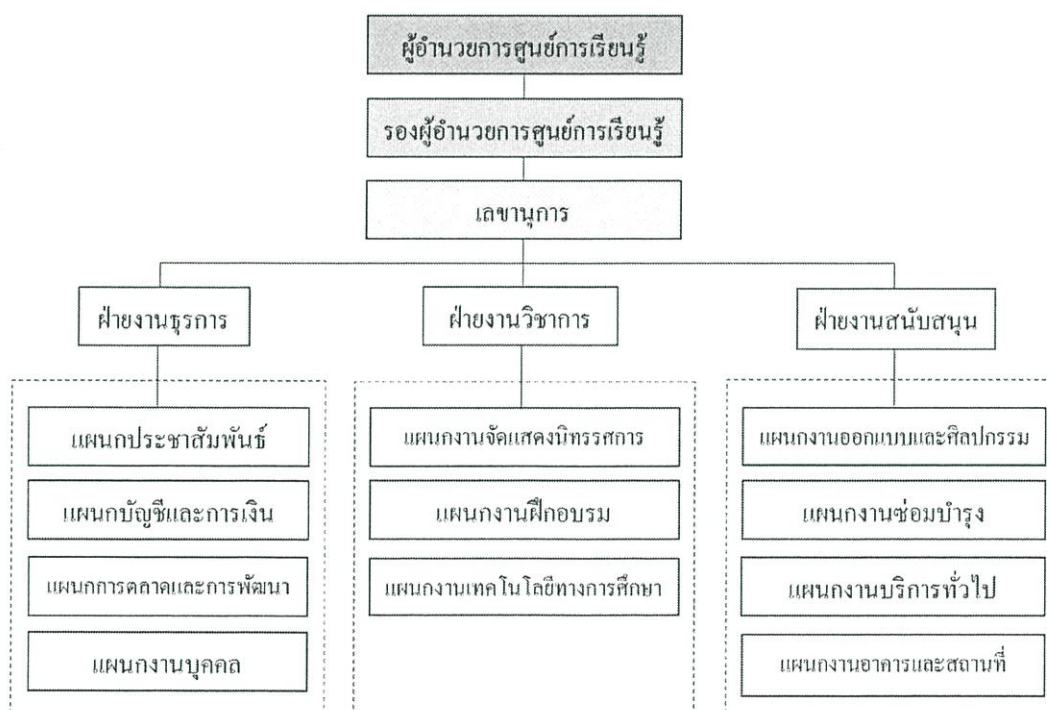 ผู้อำนวยการศูนย์การเรียนรู้
รองผู้อำนวยการศูนย์การเรียนรู้
เลขานุการ
ฝ่ายงานธุรการ
ฝ่ายงานวิชาการ
ฝ่ายงานสนับสนุน
แผนกประชาสัมพันธ์
แผนกบัญชีและการเงิน
แผนกการตลาดและการพัฒนา
แผนกงานบุคคล
แผนกงานจัดแสดงนิทรรศการ
แผนกงานฝึกอบรม
แผนกงานเทคโนโลยีทางการศึกษา
แผนกงานออกแบบและศิลปกรรม
แผนกงานซ่อมบำรุง
แผนกงานบริการทั่วไป
แผนกงานอาคารและสถานที่